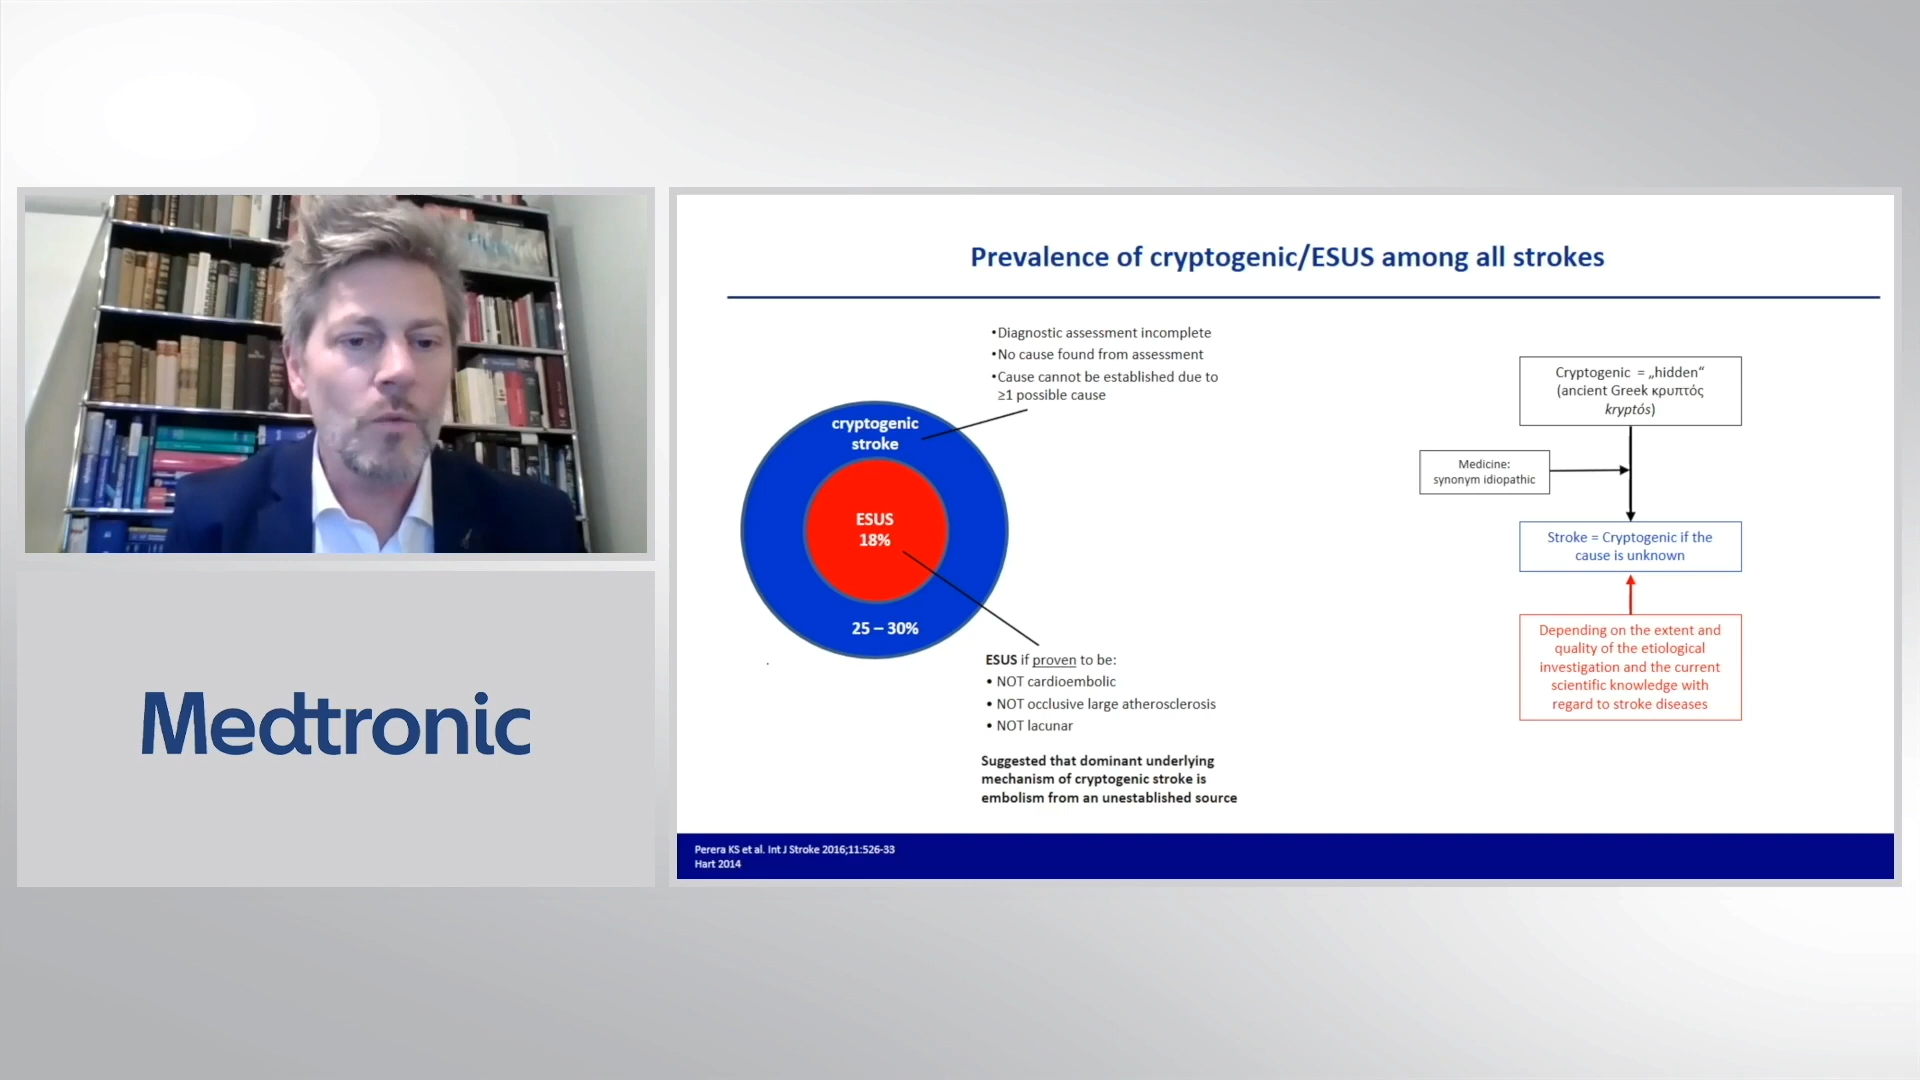 Prevalence of cryptogenic/ESUS among all strokes
•Diagnostic assessment incomplete
•No cause found from assessment
•Cause cannot be established due to
≥1 possible cause
cryptogenic
stroke
ESUS
18%
25 – 30%
ESUS if proven to be:
• NOT cardioembolic
• NOT occlusive large atherosclerosis
• NOT lacunar
Suggested that dominant underlying
mechanism of cryptogenic stroke is
embolism from an unestablished source
Cryptogenic = „hidden“
(ancient Greek κρυπτός
kryptós)
Medicine:
synonym idiopathic
Stroke = Cryptogenic if the
cause is unknown
Depending on the extent and
quality of the etiological
investigation and the current
scientific knowledge with
regard to stroke diseases
Perera KS et al. Int J Stroke 2016;11:526-33
Hart 2014
Medtronic